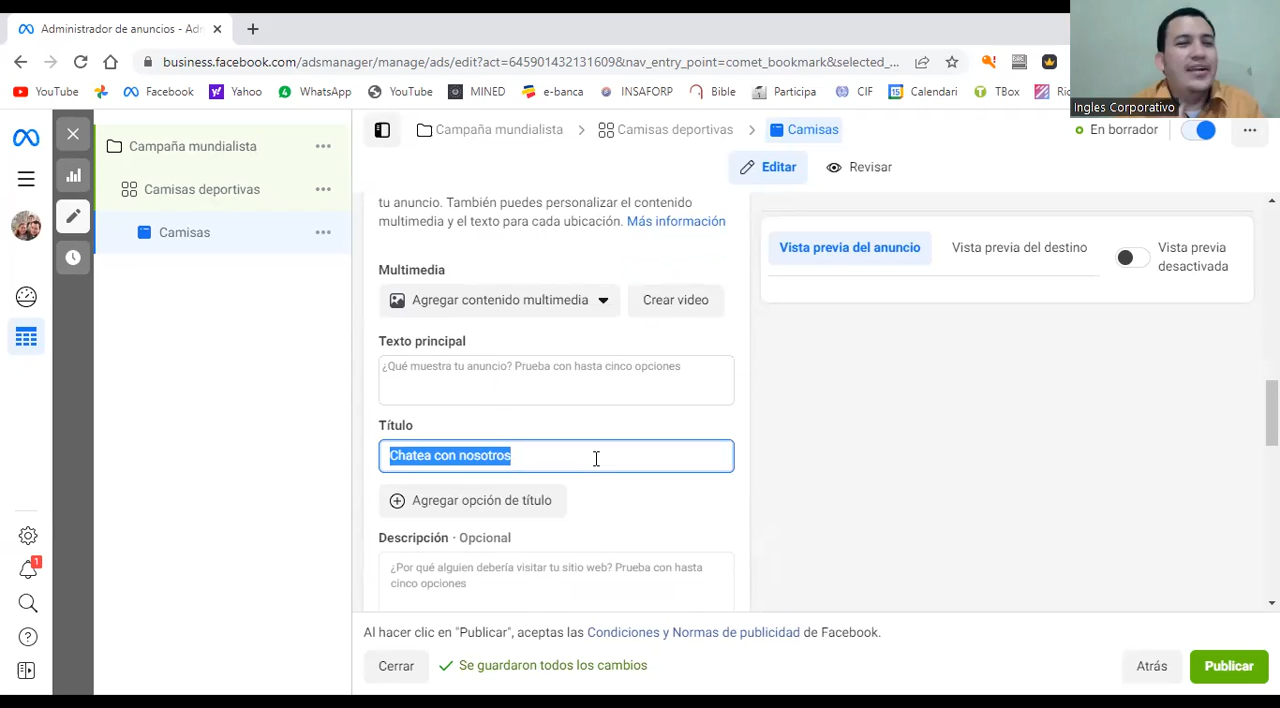 Administrador de anuncios - Adm
business.facebook.com/adsmanager/manage/ads/edit?act=645901432131609&nav_entry_point=comet_bookmark&selected_...
YouTube
Facebook
Yahoo
WhatsApp
YouTube
MINED
e-banca
INSAFORP
Bible
Participa
CIF
Calendari
TBox
Ingles Corporativo
Campaña mundialista
Camisas deportivas
Camisas
Campaña mundialista
Camisas deportivas
Camisas
En borrador
Editar
Revisar
tu anuncio. También puedes personalizar el contenido
multimedia y el texto para cada ubicación. Más información
Multimedia
Agregar contenido multimedia
Crear video
Texto principal
¿Qué muestra tu anuncio? Prueba con hasta cinco opciones
Título
Chatea con nosotros
Agregar opción de título
Descripción · Opcional
¿Por qué alguien debería visitar tu sitio web? Prueba con hasta
cinco opciones
Vista previa del anuncio
Vista previa del destino
Vista previa
desactivada
1
Al hacer clic en "Publicar", aceptas las Condiciones y Normas de publicidad de Facebook.
Cerrar
Se guardaron todos los cambios
Atrás
Publicar